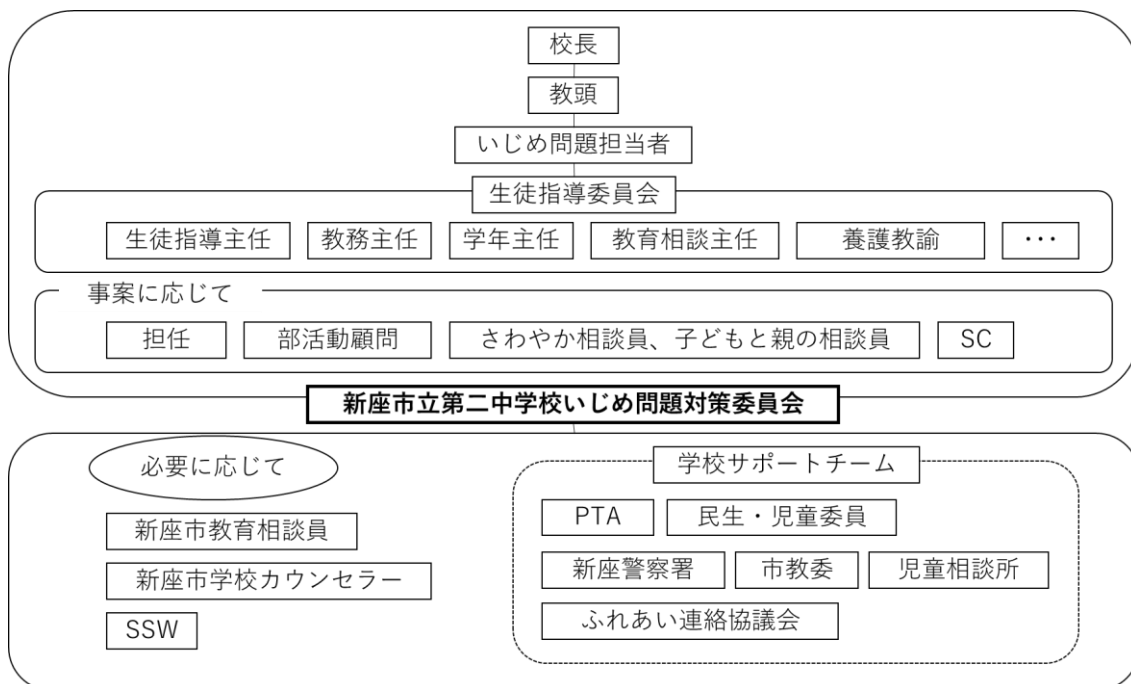 校長
教頭
いじめ問題担当者
生徒指導委員会
生徒指導主任 教務主任 学年主任 教育相談主任 養護教諭 ･･･
事案に応じて
担任 部活動顧問 さわやか相談員、子どもと親の相談員 SC
新座市立第二中学校いじめ問題対策委員会
必要に応じて
新座市教育相談員
新座市学校カウンセラー
SSW
学校サポートチーム
PTA 民生・児童委員
新座警察署 市教委 児童相談所
ふれあい連絡協議会